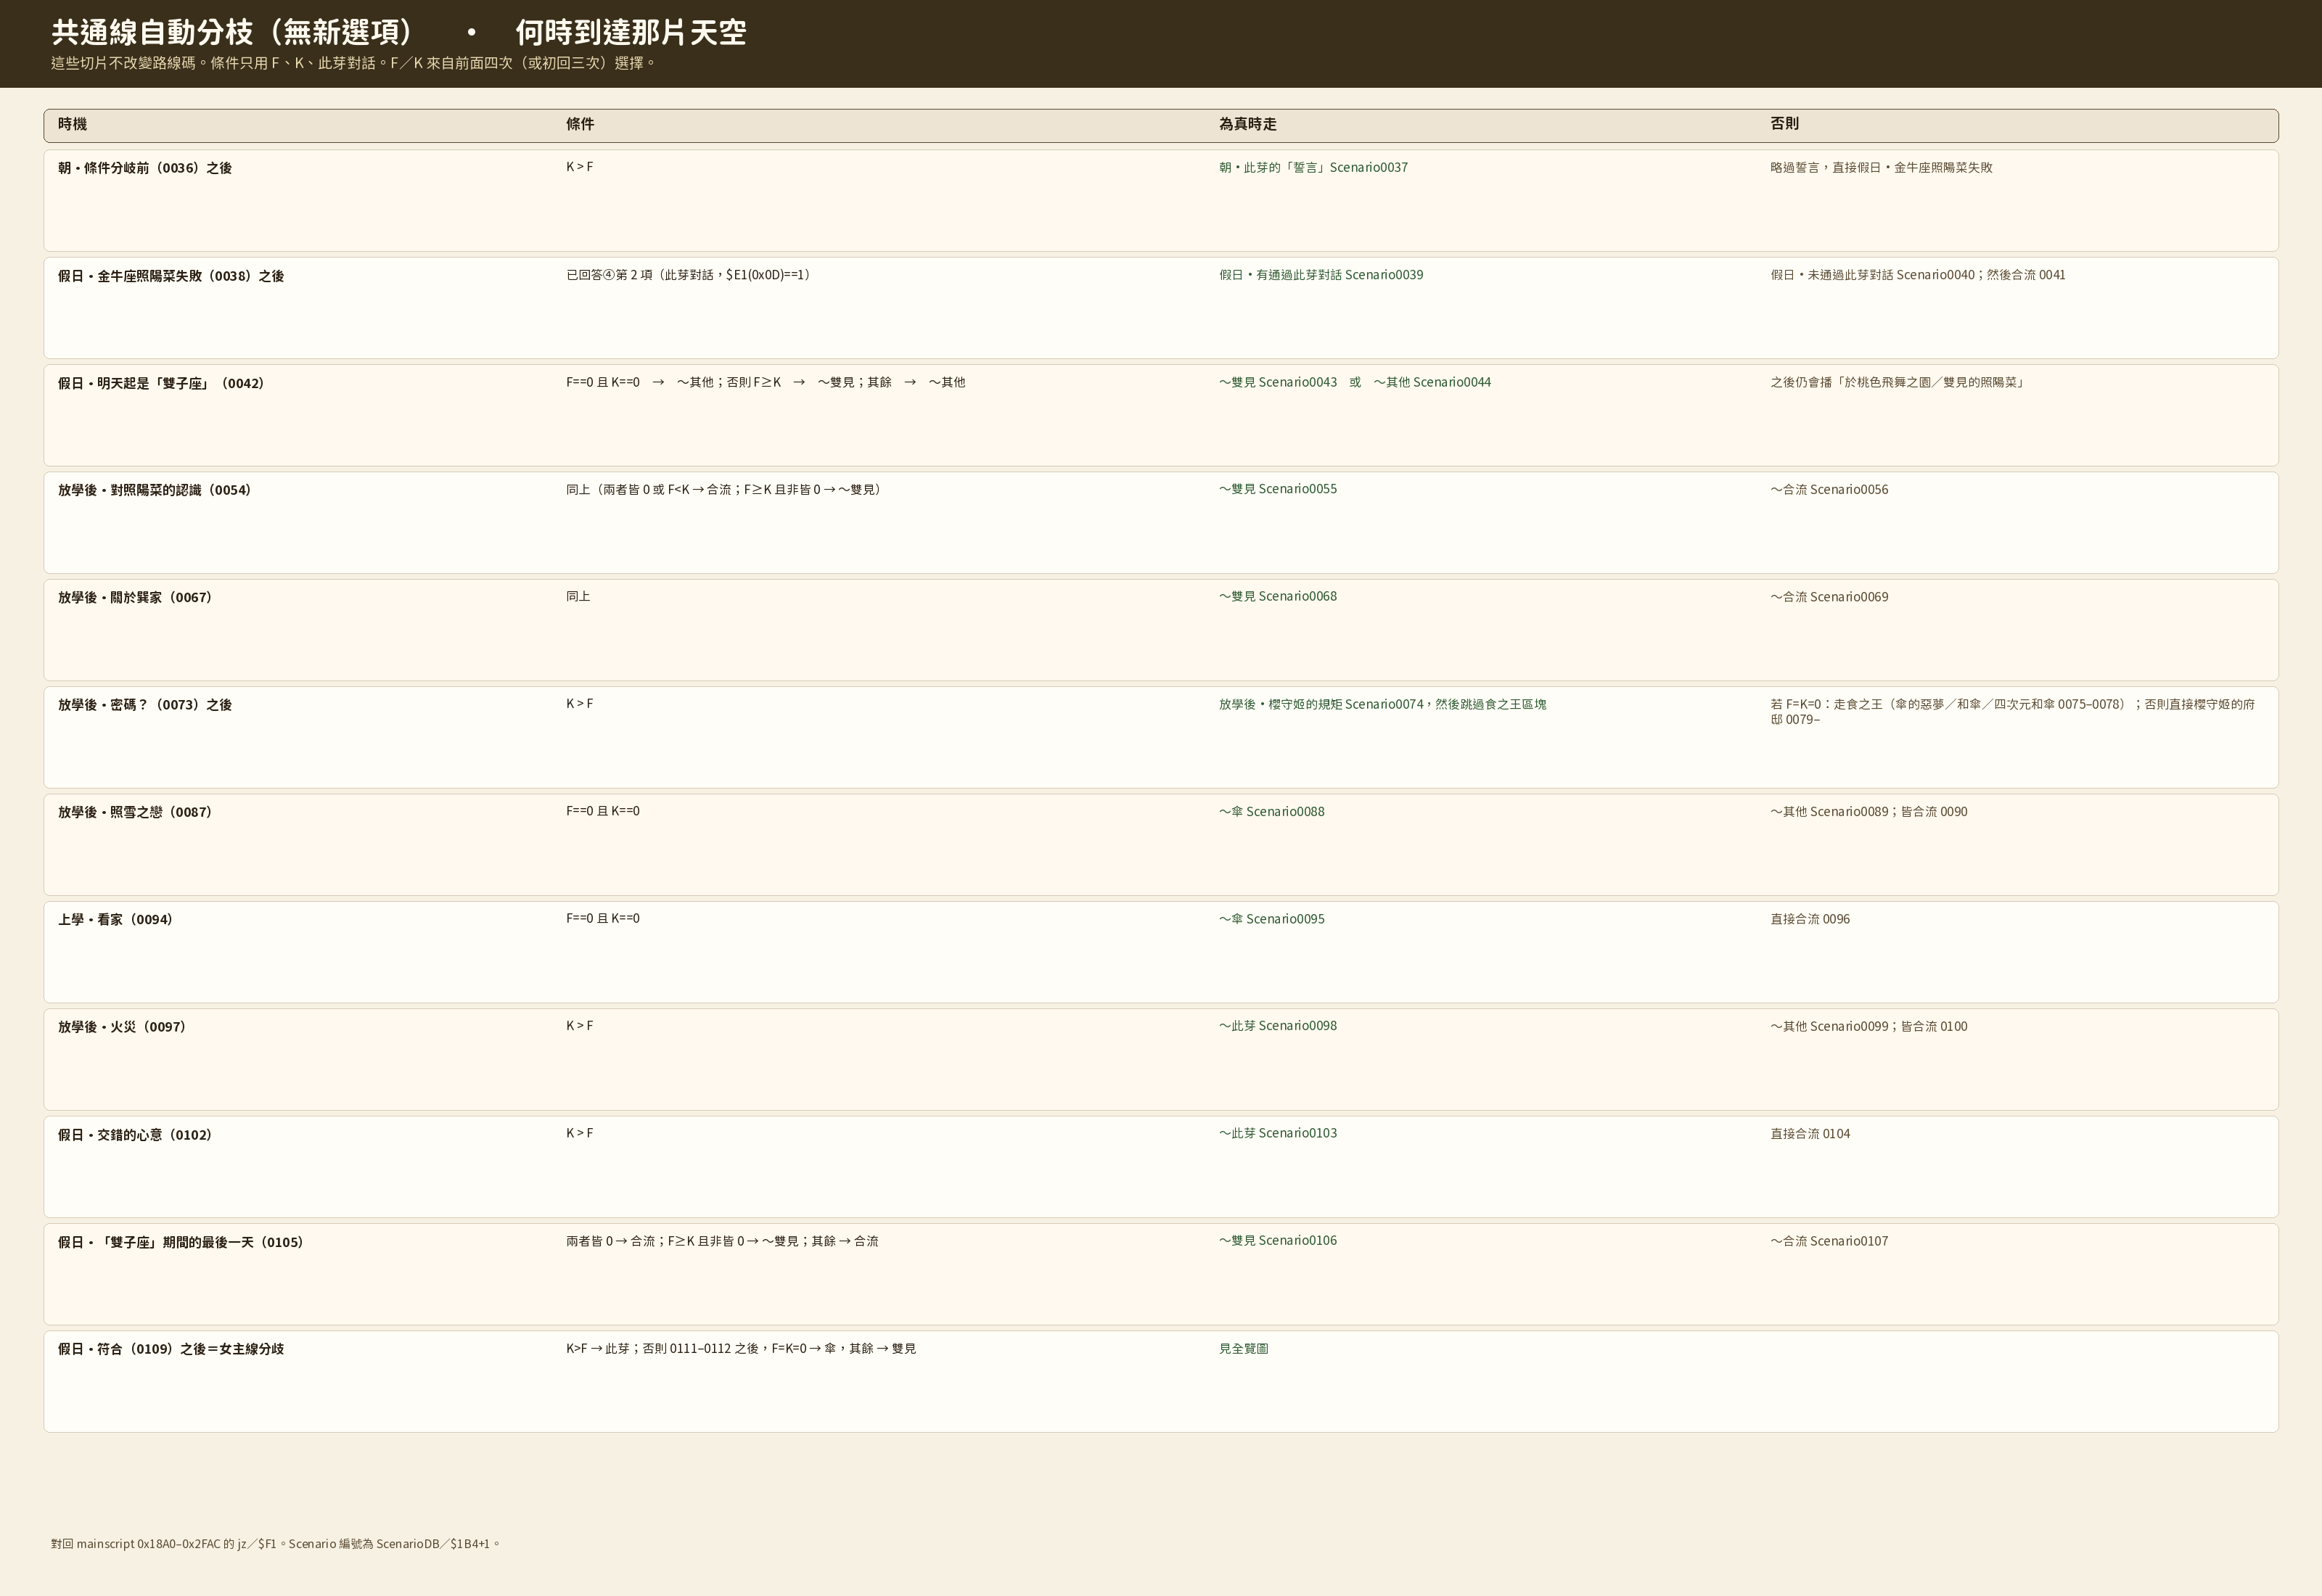 共通線自動分枝（無新選項）　・　何時到達那片天空
這些切片不改變路線碼。條件只用 F、K、此芽對話。F／K 來自前面四次（或初回三次）選擇。
時機　條件　為真時走　否則
朝・條件分岐前（0036）之後　K > F　朝・此芽的「誓言」Scenario0037　略過誓言，直接假日・金牛座照陽菜失敗
假日・金牛座照陽菜失敗（0038）之後　已回答④第 2 項（此芽對話，$E1(0x0D)==1）　假日・有通過此芽對話 Scenario0039　假日・未通過此芽對話 Scenario0040；然後合流 0041
假日・明天起是「雙子座」（0042）　F==0 且 K==0　→　～其他；否則 F≥K　→　～雙見；其餘　→　～其他　～雙見 Scenario0043　或　～其他 Scenario0044　之後仍會播「於桃色飛舞之園／雙見的照陽菜」
放學後・對照陽菜的認識（0054）　同上（兩者皆 0 或 F<K → 合流；F≥K 且非皆 0 → ～雙見）　～雙見 Scenario0055　～合流 Scenario0056
放學後・關於巽家（0067）　同上　～雙見 Scenario0068　～合流 Scenario0069
放學後・密碼？（0073）之後　K > F　放學後・櫻守姬的規矩 Scenario0074，然後跳過食之王區塊　若 F=K=0：走食之王（傘的惡夢／和傘／四次元和傘 0075–0078）；否則直接櫻守姬的府
邸 0079–
放學後・照雪之戀（0087）　F==0 且 K==0　～傘 Scenario0088　～其他 Scenario0089；皆合流 0090
上學・看家（0094）　F==0 且 K==0　～傘 Scenario0095　直接合流 0096
放學後・火災（0097）　K > F　～此芽 Scenario0098　～其他 Scenario0099；皆合流 0100
假日・交錯的心意（0102）　K > F　～此芽 Scenario0103　直接合流 0104
假日・「雙子座」期間的最後一天（0105）　兩者皆 0 → 合流；F≥K 且非皆 0 → ～雙見；其餘 → 合流　～雙見 Scenario0106　～合流 Scenario0107
假日・符合（0109）之後＝女主線分歧　K>F → 此芽；否則 0111–0112 之後，F=K=0 → 傘，其餘 → 雙見　見全覽圖
對回 mainscript 0x18A0–0x2FAC 的 jz／$F1。Scenario 編號為 ScenarioDB／$1B4+1。